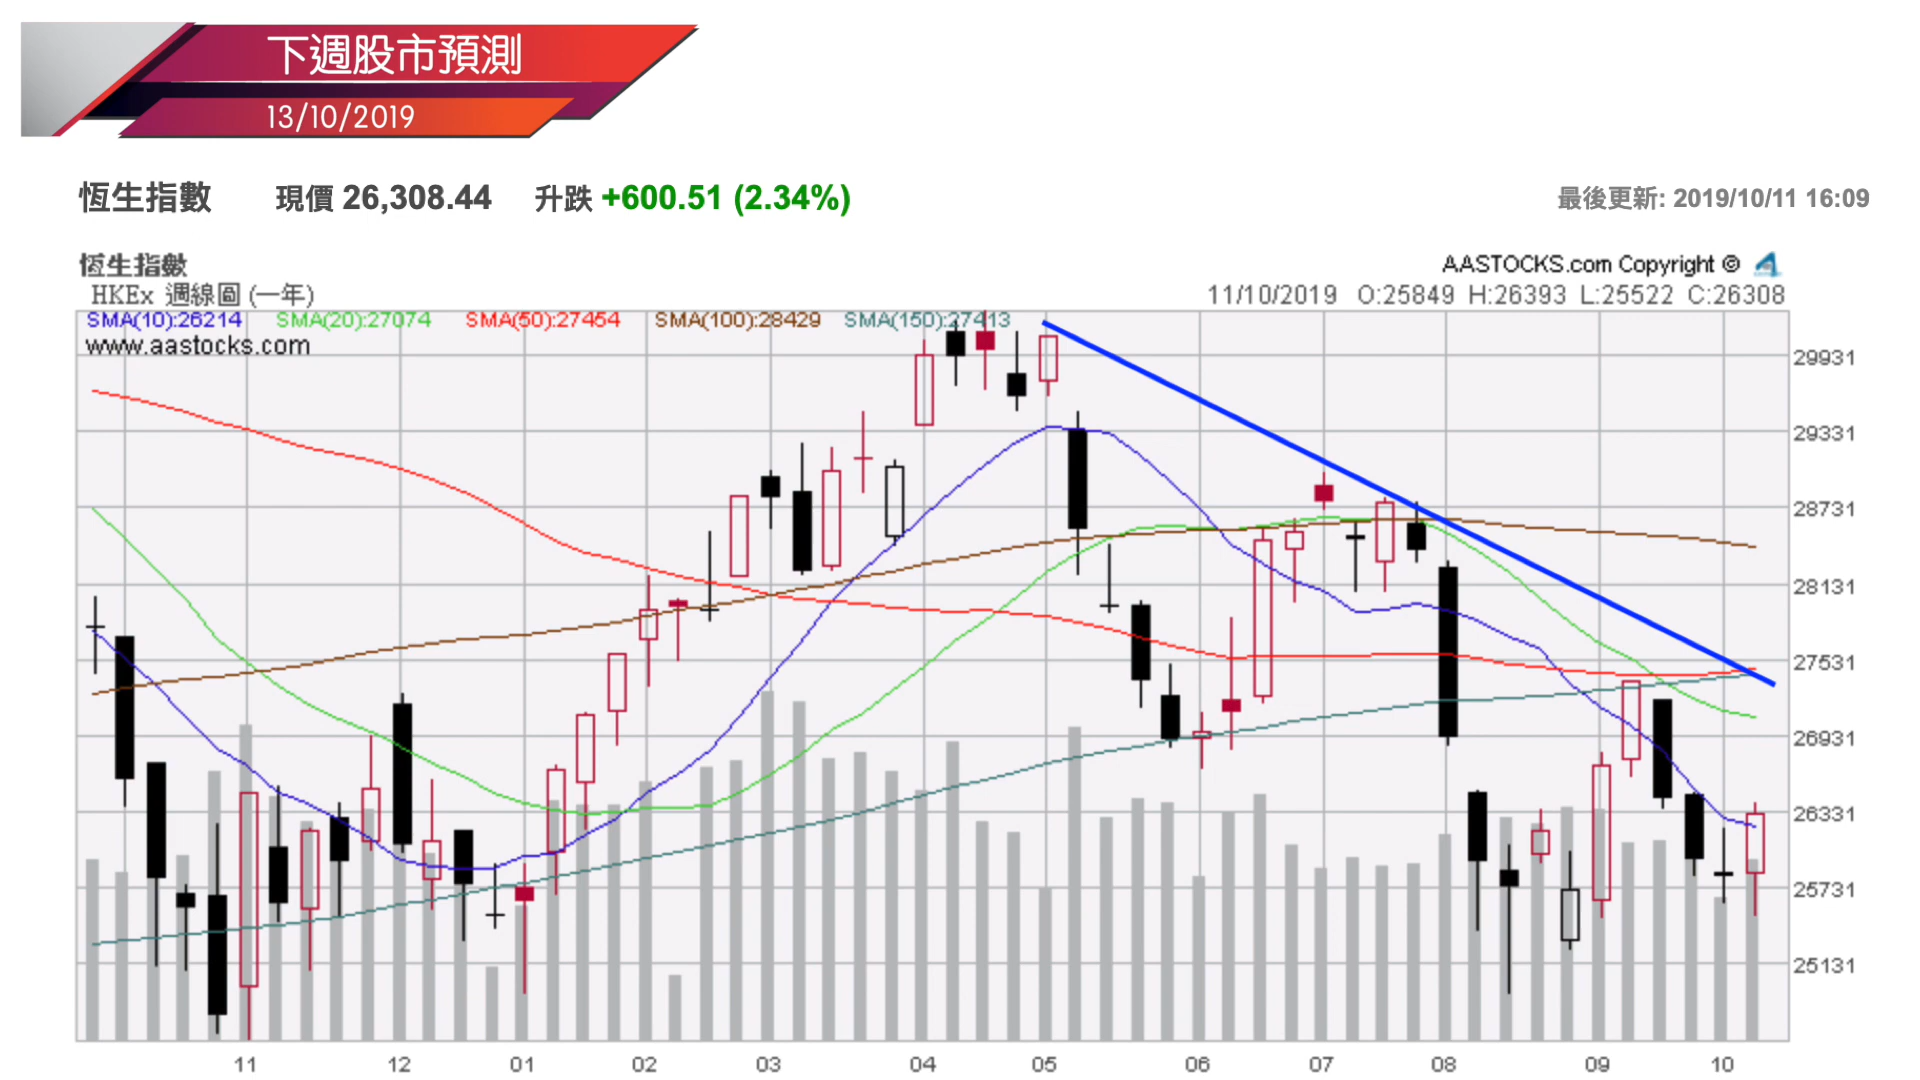 下週股市預測
13/10/2019
恆生指數 現價 26,308.44 升跌 +600.51 (2.34%) 最後更新: 2019/10/11 16:09
恆生指數 AASTOCKS.com Copyright ©
HKEx 週線圖 (一年) 11/10/2019 O:25849 H:26393 L:25522 C:26308
SMA(10):26214 SMA(20):27074 SMA(50):27454 SMA(100):28429 SMA(150):27413
www.aastocks.com
29931
29331
28731
28131
27531
26931
26331
25731
25131
11 12 01 02 03 04 05 06 07 08 09 10